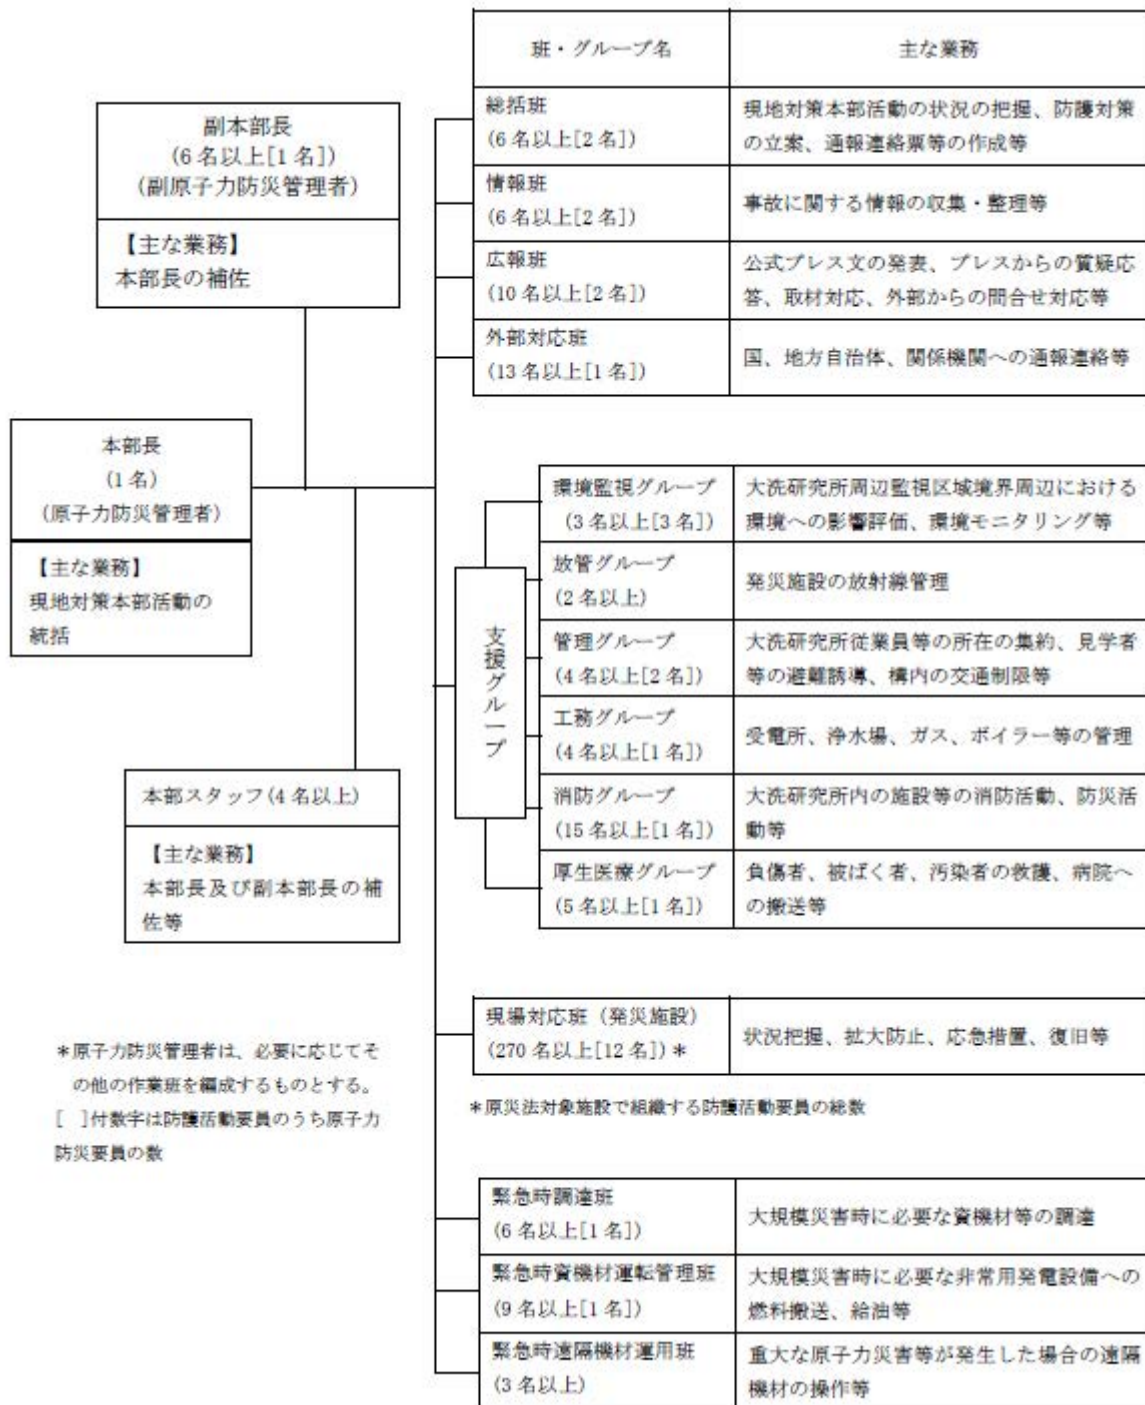 班・グループ名
主な業務
総括班
(6 名以上[2 名])
現地対策本部活動の状況の把握、防護対策
の立案、通報連絡票等の作成等
情報班
(6 名以上[2 名])
事故に関する情報の収集・整理等
広報班
(10 名以上[2 名])
公式プレス文の発表、プレスからの質疑応
答、取材対応、外部からの問合せ対応等
外部対応班
(13 名以上[1 名])
国、地方自治体、関係機関への通報連絡等
副本部長
(6 名以上[1 名])
(副原子力防災管理者)
【主な業務】
本部長の補佐
本部長
(1 名)
(原子力防災管理者)
【主な業務】
現地対策本部活動の
統括
本部スタッフ(4 名以上)
【主な業務】
本部長及び副本部長の補
佐等
支援グループ
環境監視グループ
(3 名以上[3 名])
大洗研究所周辺監視区域境界周辺における
環境への影響評価、環境モニタリング等
放管グループ
(2 名以上)
発災施設の放射線管理
管理グループ
(4 名以上[2 名])
大洗研究所従業員等の所在の集約、見学者
等の避難誘導、構内の交通制限等
工務グループ
(4 名以上[1 名])
受電所、浄水場、ガス、ボイラー等の管理
消防グループ
(15 名以上[1 名])
大洗研究所内の施設等の消防活動、防災活
動等
厚生医療グループ
(5 名以上[1 名])
負傷者、被ばく者、汚染者の救護、病院へ
の搬送等
現場対応班（発災施設）
(270 名以上[12 名])＊
状況把握、拡大防止、応急措置、復旧等
＊原災法対象施設で組織する防護活動要員の総数
＊原子力防災管理者は、必要に応じてそ
の他の作業班を編成するものとする。
[　]付数字は防護活動要員のうち原子力
防災要員の数
緊急時調達班
(6 名以上[1 名])
大規模災害時に必要な資機材等の調達
緊急時資機材運転管理班
(9 名以上[1 名])
大規模災害時に必要な非常用発電設備への
燃料搬送、給油等
緊急時遠隔機材運用班
(3 名以上)
重大な原子力災害等が発生した場合の遠隔
機材の操作等